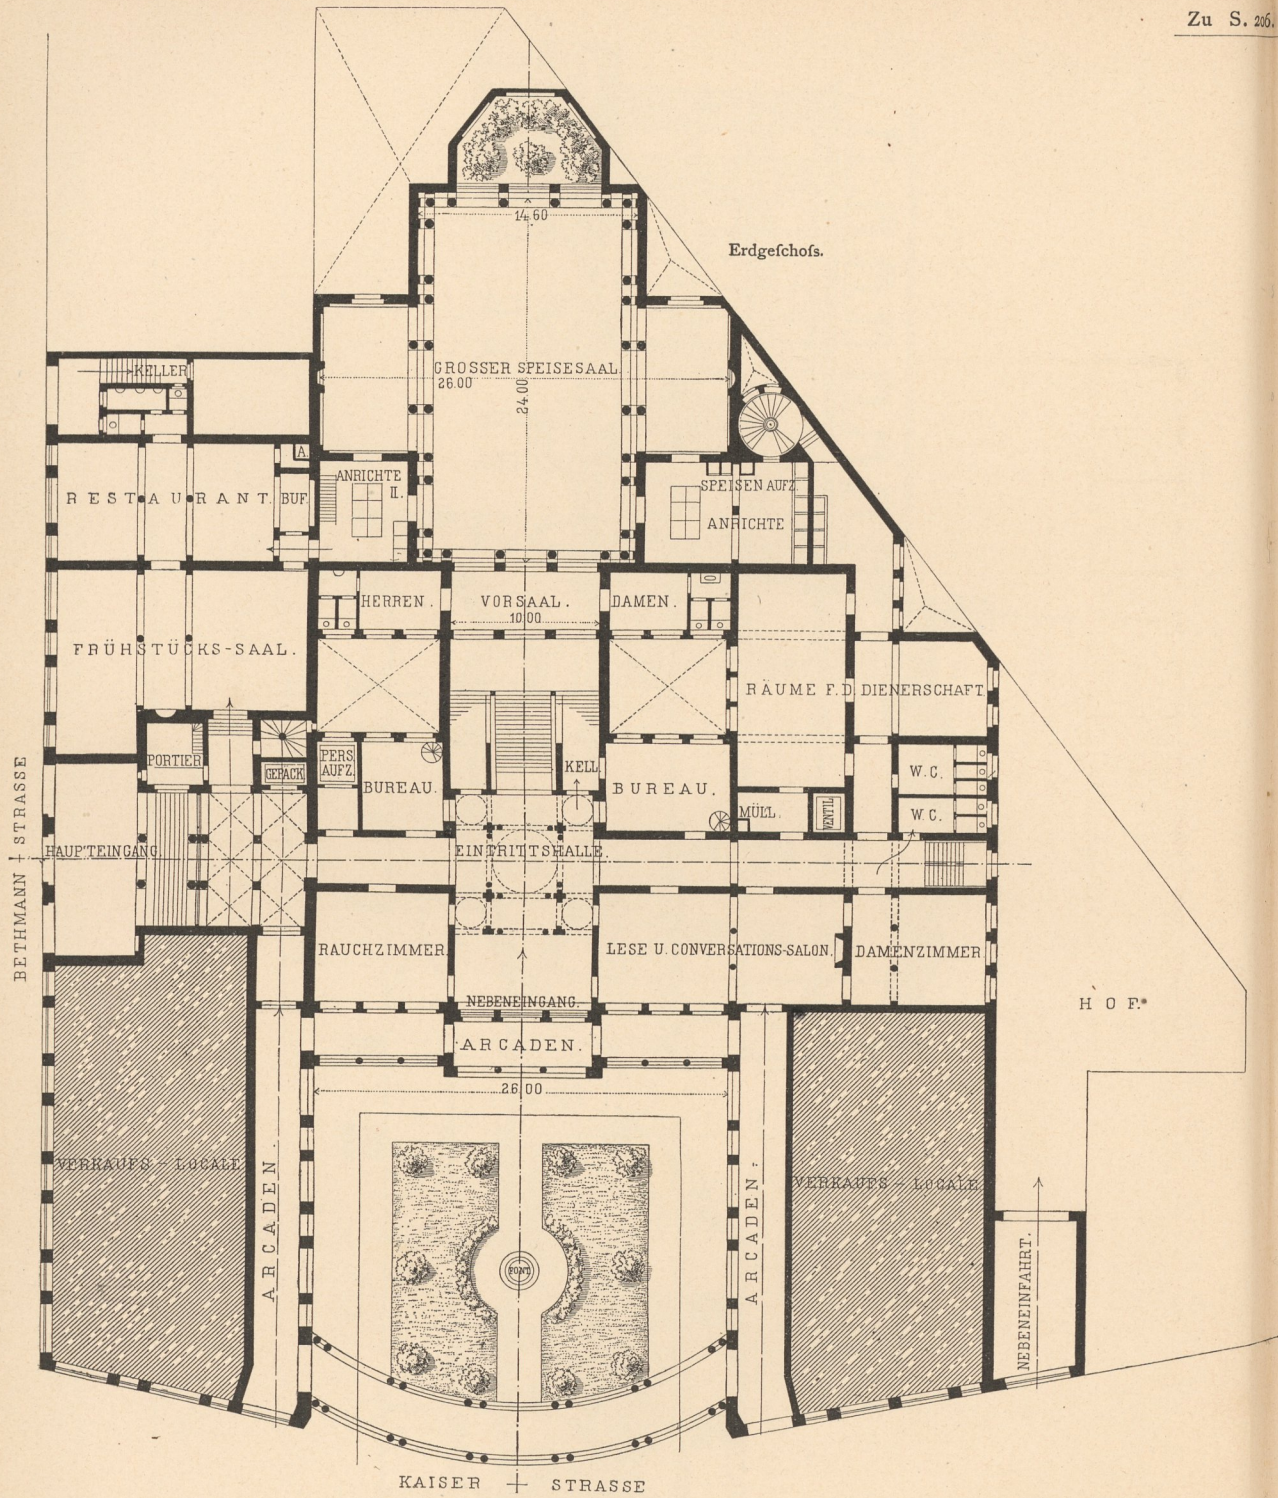 Zu S. 206.
Erdgeſchoſs.
14.60
GROSSER SPEISESAAL
26.00
24.00
KELLER
A.
RESTAURANT.
BUF.
ANRICHTE
II.
SPEISEN AUFZ.
ANRICHTE
HERREN.
VORSAAL.
10.00
DAMEN.
FRÜHSTÜCKS-SAAL.
RÄUME F. D. DIENERSCHAFT.
PORTIER
GEPÄCK
PERS.
AUFZ.
BUREAU.
KELL.
BUREAU.
MÜLL.
VENTIL
W.C.
W.C.
BETHMANN + STRASSE
HAUPTEINGANG.
EINTRITTSHALLE.
RAUCHZIMMER.
LESE U. CONVERSATIONS-SALON.
DAMENZIMMER
HOF.
NEBENEINGANG.
ARCADEN.
26.00
VERKAUFS-LOCALE
ARCADEN.
FONT.
ARCADEN.
VERKAUFS-LOCALE
NEBENEINFAHRT.
KAISER + STRASSE